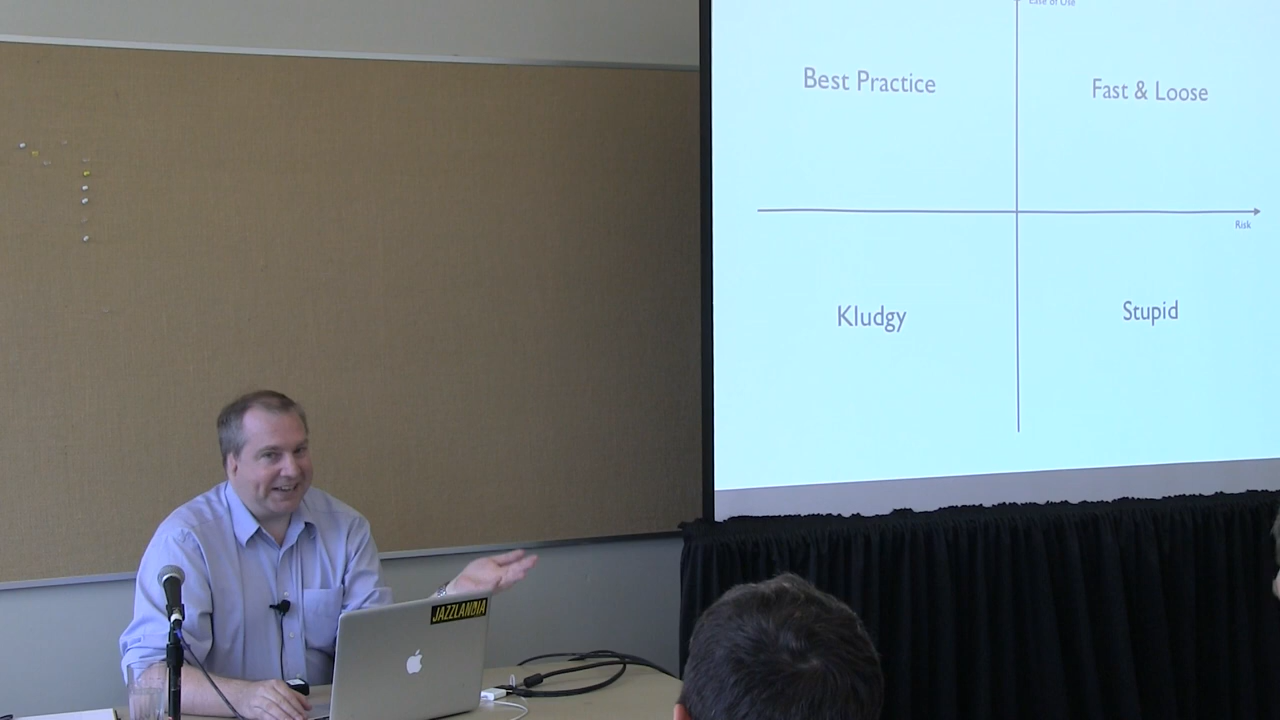 Ease of Use
Best Practice
Fast & Loose
Risk
Kludgy
Stupid
JAZZLANDIA